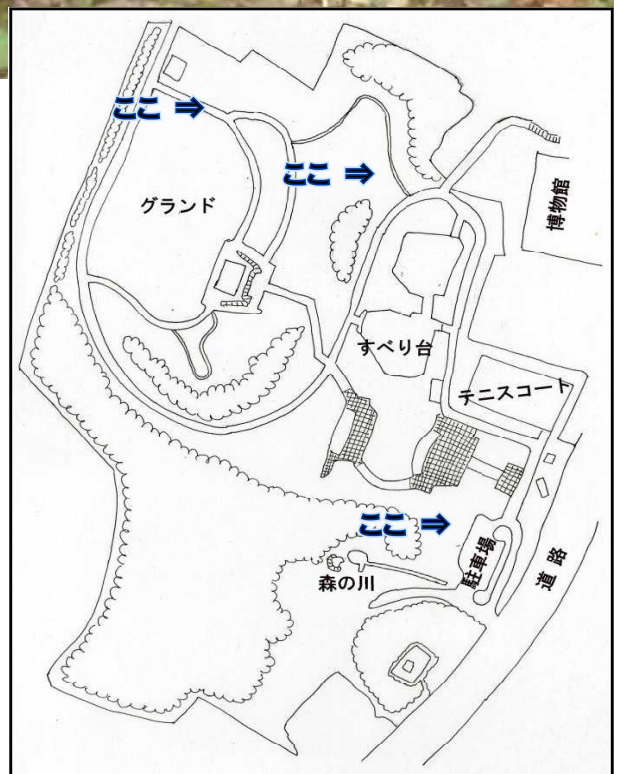 ここ ⇒
ここ ⇒
グランド
博物館
すべり台
テニスコート
ここ ⇒
駐車場
森の川
道路